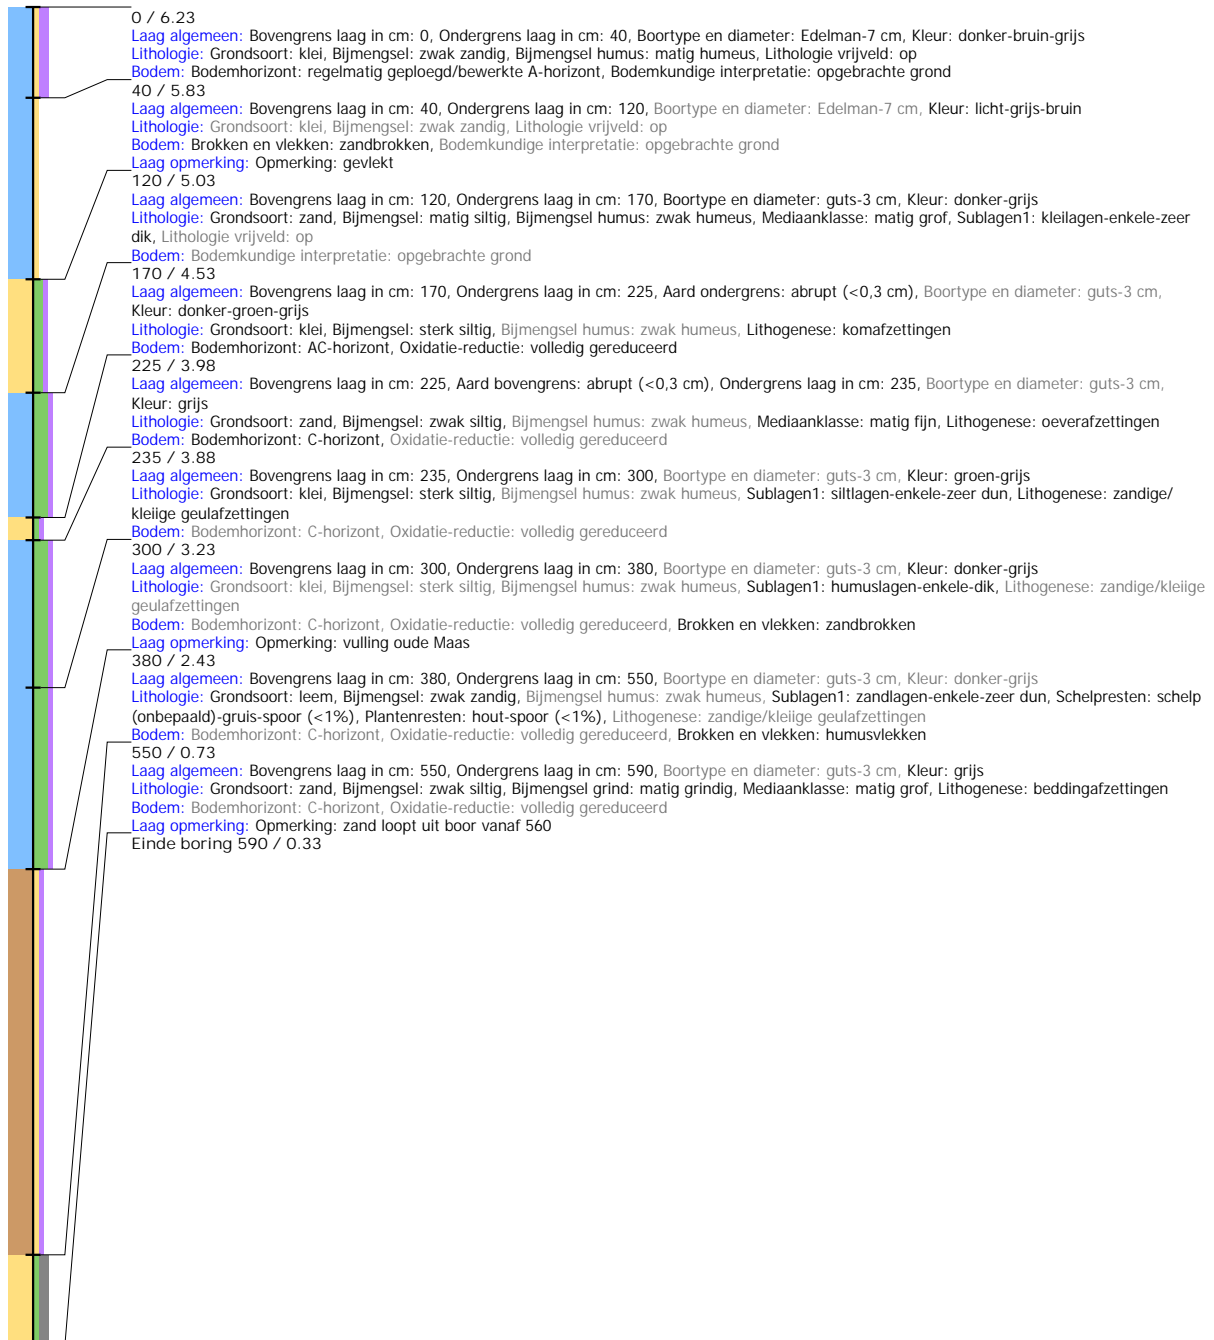 0 / 6.23
Laag algemeen: Bovengrens laag in cm: 0, Ondergrens laag in cm: 40, Boortype en diameter: Edelman-7 cm, Kleur: donker-bruin-grijs
Lithologie: Grondsoort: klei, Bijmengsel: zwak zandig, Bijmengsel humus: matig humeus, Lithologie vrijveld: op
Bodem: Bodemhorizont: regelmatig geploegd/bewerkte A-horizont, Bodemkundige interpretatie: opgebrachte grond
40 / 5.83
Laag algemeen: Bovengrens laag in cm: 40, Ondergrens laag in cm: 120, Boortype en diameter: Edelman-7 cm, Kleur: licht-grijs-bruin
Lithologie: Grondsoort: klei, Bijmengsel: zwak zandig, Lithologie vrijveld: op
Bodem: Brokken en vlekken: zandbrokken, Bodemkundige interpretatie: opgebrachte grond
Laag opmerking: Opmerking: gevlekt
120 / 5.03
Laag algemeen: Bovengrens laag in cm: 120, Ondergrens laag in cm: 170, Boortype en diameter: guts-3 cm, Kleur: donker-grijs
Lithologie: Grondsoort: zand, Bijmengsel: matig siltig, Bijmengsel humus: zwak humeus, Mediaanklasse: matig grof, Sublagen1: kleilagen-enkele-zeer
dik, Lithologie vrijveld: op
Bodem: Bodemkundige interpretatie: opgebrachte grond
170 / 4.53
Laag algemeen: Bovengrens laag in cm: 170, Ondergrens laag in cm: 225, Aard ondergrens: abrupt (<0,3 cm), Boortype en diameter: guts-3 cm,
Kleur: donker-groen-grijs
Lithologie: Grondsoort: klei, Bijmengsel: sterk siltig, Bijmengsel humus: zwak humeus, Lithogenese: komafzettingen
Bodem: Bodemhorizont: AC-horizont, Oxidatie-reductie: volledig gereduceerd
225 / 3.98
Laag algemeen: Bovengrens laag in cm: 225, Aard bovengrens: abrupt (<0,3 cm), Ondergrens laag in cm: 235, Boortype en diameter: guts-3 cm,
Kleur: grijs
Lithologie: Grondsoort: zand, Bijmengsel: zwak siltig, Bijmengsel humus: zwak humeus, Mediaanklasse: matig fijn, Lithogenese: oeverafzettingen
Bodem: Bodemhorizont: C-horizont, Oxidatie-reductie: volledig gereduceerd
235 / 3.88
Laag algemeen: Bovengrens laag in cm: 235, Ondergrens laag in cm: 300, Boortype en diameter: guts-3 cm, Kleur: groen-grijs
Lithologie: Grondsoort: klei, Bijmengsel: sterk siltig, Bijmengsel humus: zwak humeus, Sublagen1: siltlagen-enkele-zeer dun, Lithogenese: zandige/
kleiige geulafzettingen
Bodem: Bodemhorizont: C-horizont, Oxidatie-reductie: volledig gereduceerd
300 / 3.23
Laag algemeen: Bovengrens laag in cm: 300, Ondergrens laag in cm: 380, Boortype en diameter: guts-3 cm, Kleur: donker-grijs
Lithologie: Grondsoort: klei, Bijmengsel: sterk siltig, Bijmengsel humus: zwak humeus, Sublagen1: humuslagen-enkele-dik, Lithogenese: zandige/kleiige
geulafzettingen
Bodem: Bodemhorizont: C-horizont, Oxidatie-reductie: volledig gereduceerd, Brokken en vlekken: zandbrokken
Laag opmerking: Opmerking: vulling oude Maas
380 / 2.43
Laag algemeen: Bovengrens laag in cm: 380, Ondergrens laag in cm: 550, Boortype en diameter: guts-3 cm, Kleur: donker-grijs
Lithologie: Grondsoort: leem, Bijmengsel: zwak zandig, Bijmengsel humus: zwak humeus, Sublagen1: zandlagen-enkele-zeer dun, Schelpresten: schelp
(onbepaald)-gruis-spoor (<1%), Plantenresten: hout-spoor (<1%), Lithogenese: zandige/kleiige geulafzettingen
Bodem: Bodemhorizont: C-horizont, Oxidatie-reductie: volledig gereduceerd, Brokken en vlekken: humusvlekken
550 / 0.73
Laag algemeen: Bovengrens laag in cm: 550, Ondergrens laag in cm: 590, Boortype en diameter: guts-3 cm, Kleur: grijs
Lithologie: Grondsoort: zand, Bijmengsel: zwak siltig, Bijmengsel grind: matig grindig, Mediaanklasse: matig grof, Lithogenese: beddingafzettingen
Bodem: Bodemhorizont: C-horizont, Oxidatie-reductie: volledig gereduceerd
Laag opmerking: Opmerking: zand loopt uit boor vanaf 560
Einde boring 590 / 0.33